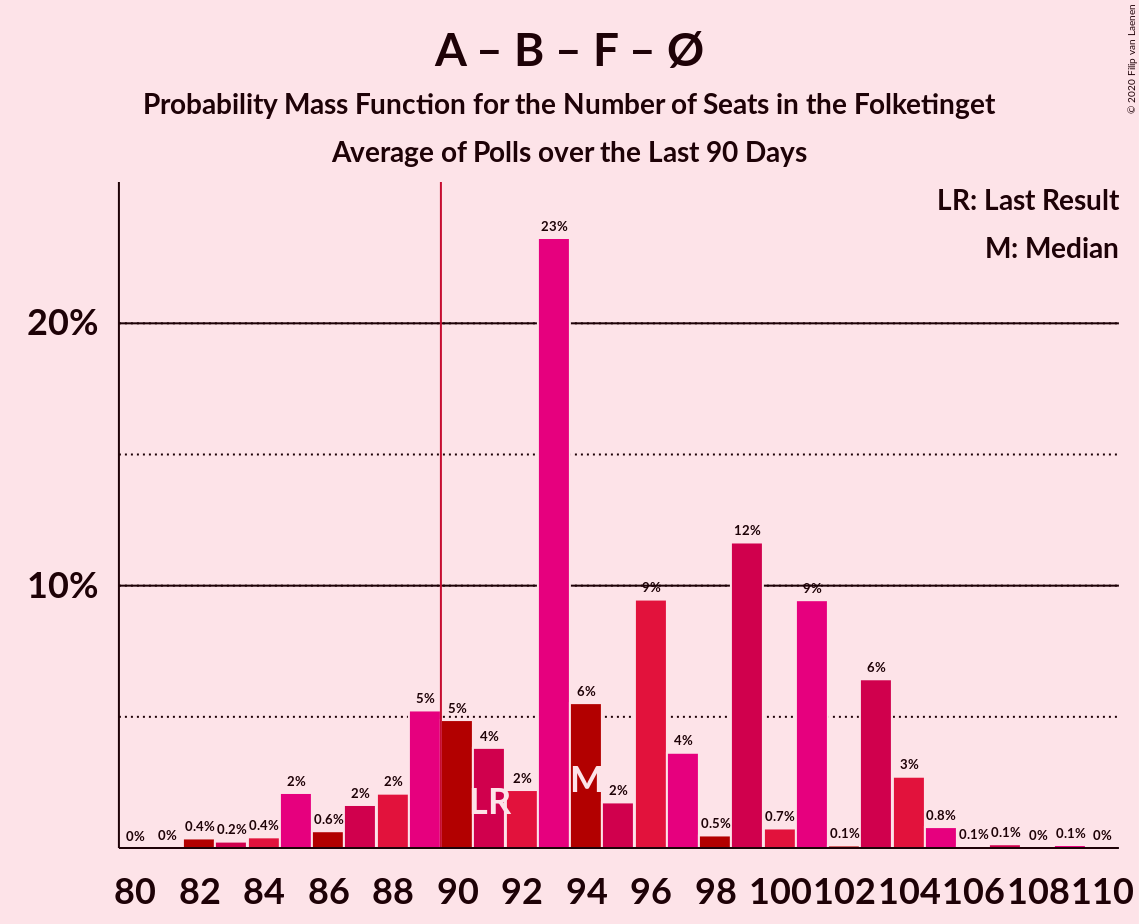 A – B – F – Ø
Probability Mass Function for the Number of Seats in the Folketinget
Average of Polls over the Last 90 Days
© 2020 Filip van Laenen
LR: Last Result
M: Median
20%
10%
0% 0% 0.4% 0.2% 0.4% 2% 0.6% 2% 2% 5% 5% 4% 2% 23% 6% 2% 9% 4% 0.5% 12% 0.7% 9% 0.1% 6% 3% 0.8% 0.1% 0.1% 0% 0.1% 0%
LR
M
80 82 84 86 88 90 92 94 96 98 100 102 104 106 108 110